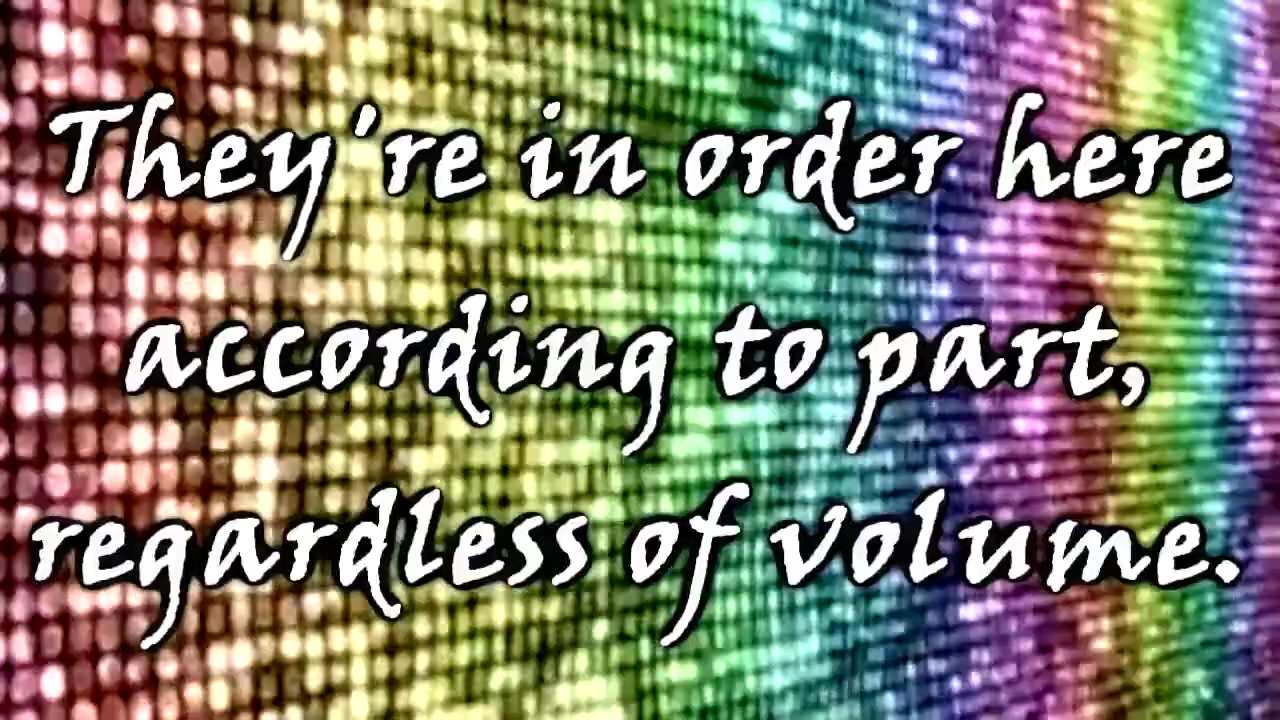 They're in order here
according to part,
regardless of volume.